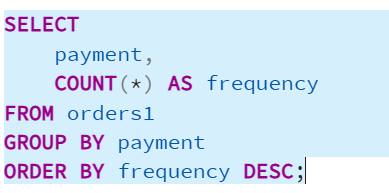 SELECT
    payment,
    COUNT(*) AS frequency
FROM orders1
GROUP BY payment
ORDER BY frequency DESC;